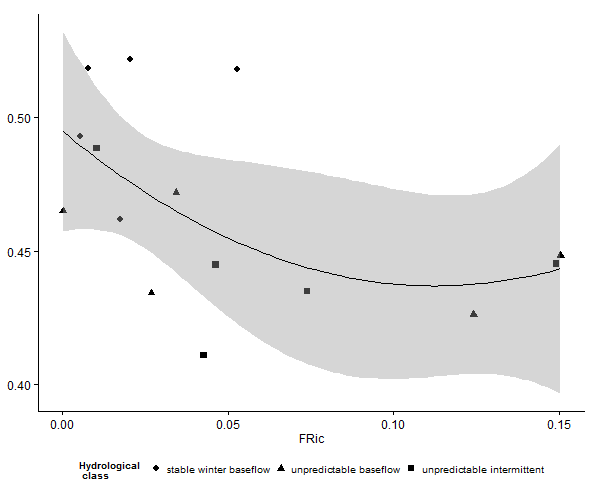 0.50
0.45
0.40
0.00 0.05 0.10 0.15
FRic
Hydrological
class
stable winter baseflow unpredictable baseflow unpredictable intermittent